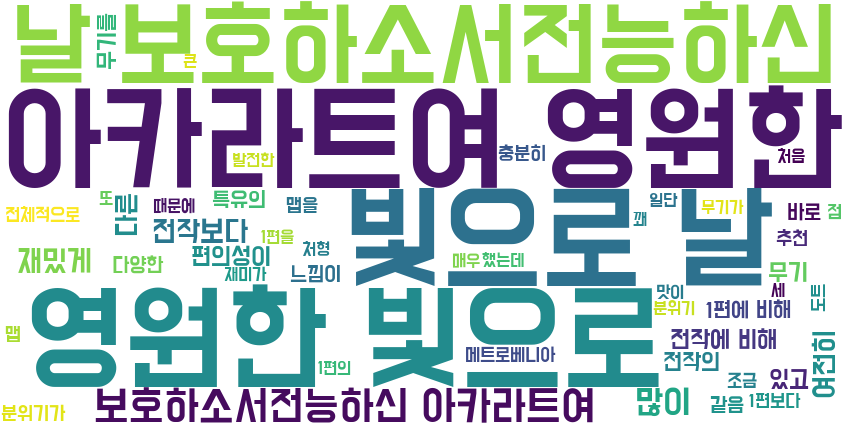 날 보호하소서전능하신
무기를
큰
아카라트여 영원한
발전한
충분히
처음
빛으로 날
또
다른
때문에
특유의
맵을
일단
꽤
무기가
바로
점
전체적으로
전작보다
1편을
처형
추천
재밌게
다양한
편의성이
재미가
느낌이
매우
했는데
무기
영원한 빛으로
맛이
세
도트
분위기
1편에 비해
맵
메트로베니아
전작에 비해
여전히
1편의
전작의
조금
있고
분위기가
보호하소서전능하신 아카라트여
많이
같음
1편보다